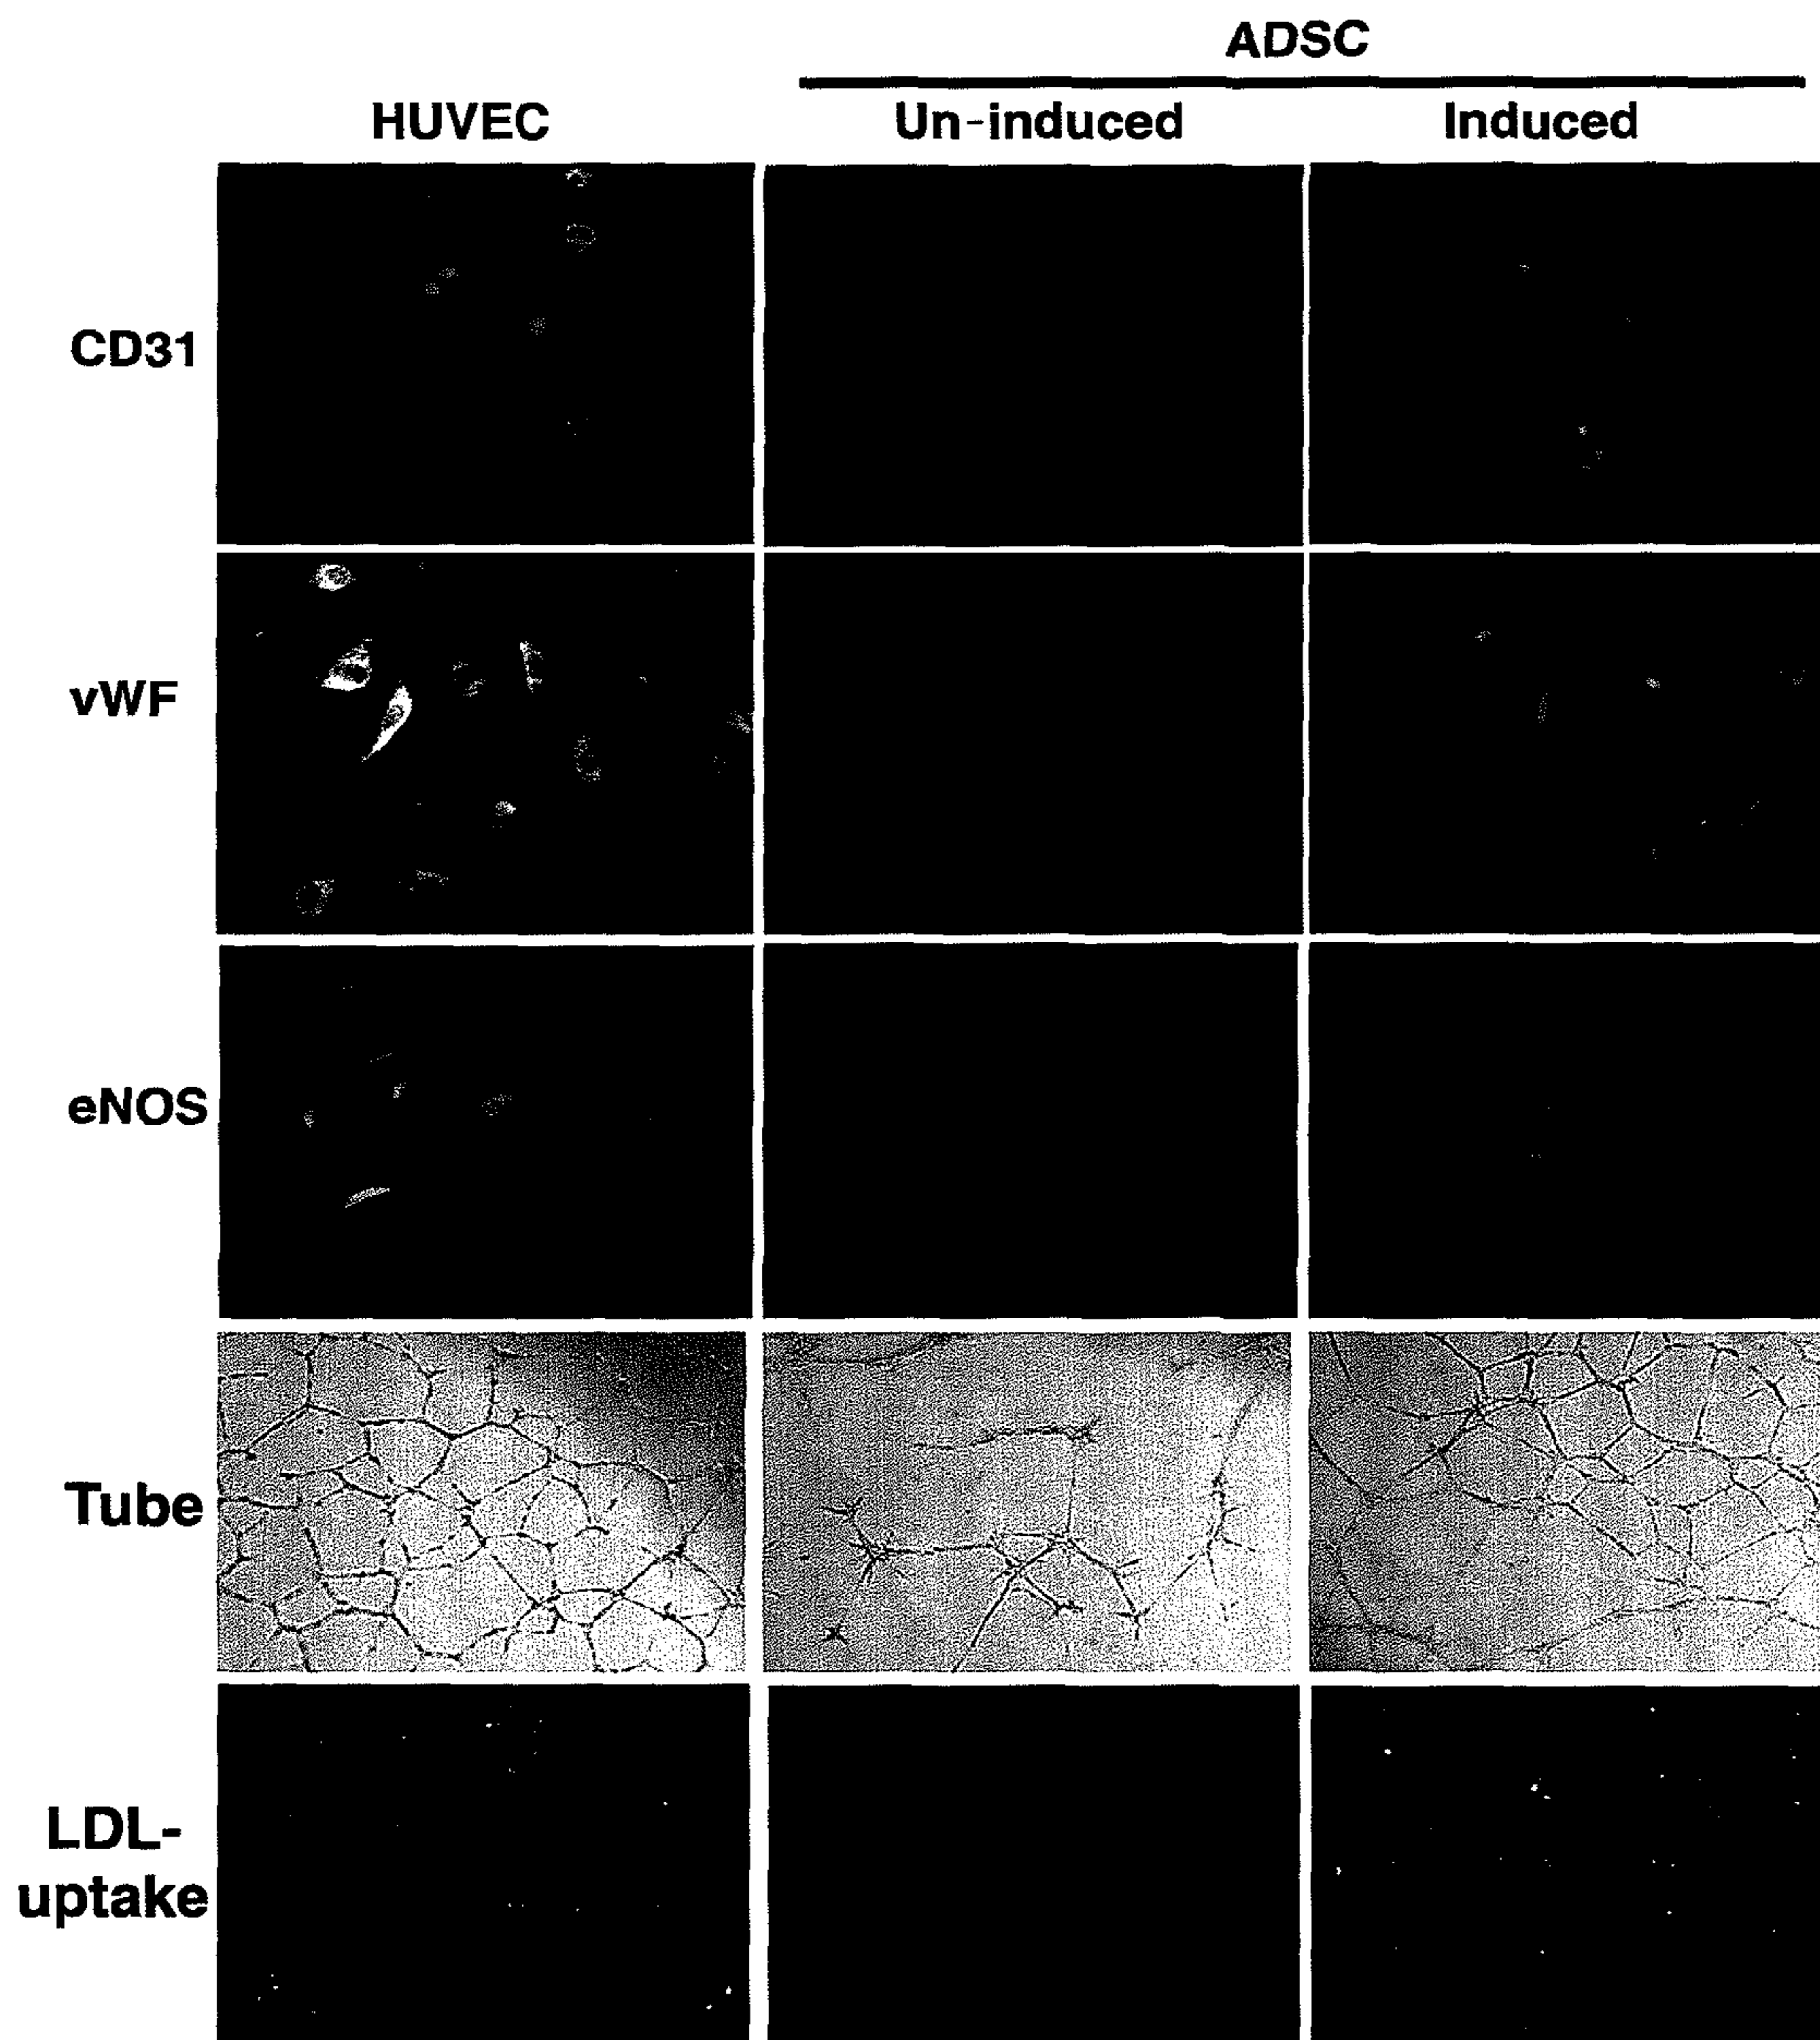 ADSC
HUVEC Un-induced Induced
CD31
vWF
eNOS
Tube
LDL-
uptake